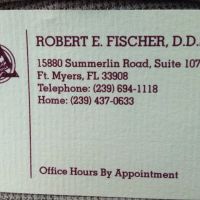 ROBERT E. FISCHER, D.D.
15880 Summerlin Road, Suite 107
Ft. Myers, FL 33908
Telephone: (239) 694-1118
Home: (239) 437-0633
Office Hours By Appointment